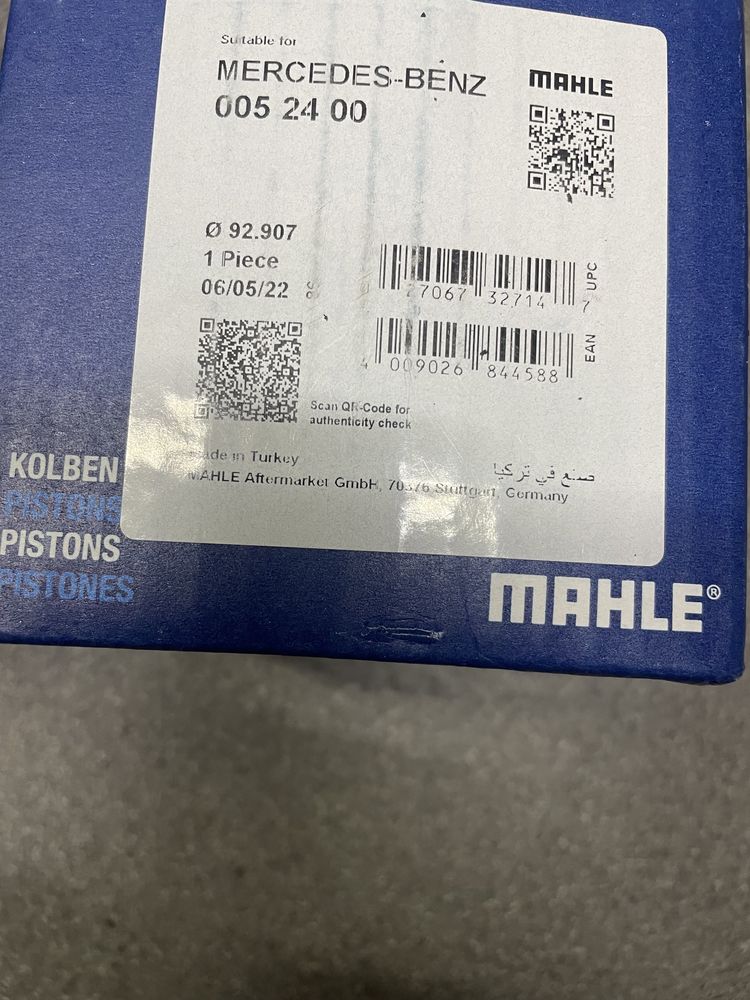 Suitable for
MERCEDES-BENZ
005 24 00
MAHLE
Ø 92.907
1 Piece
06/05/22
27067 32714 7
UPC
4 009026 844588
EAN
Scan QR-Code for
authenticity check
in Turkey
صنع في تركيا
MAHLE Aftermarket GmbH, Stuttgart, Germany
KOLBEN
PISTONS
PISTONS
PISTONES
MAHLE®